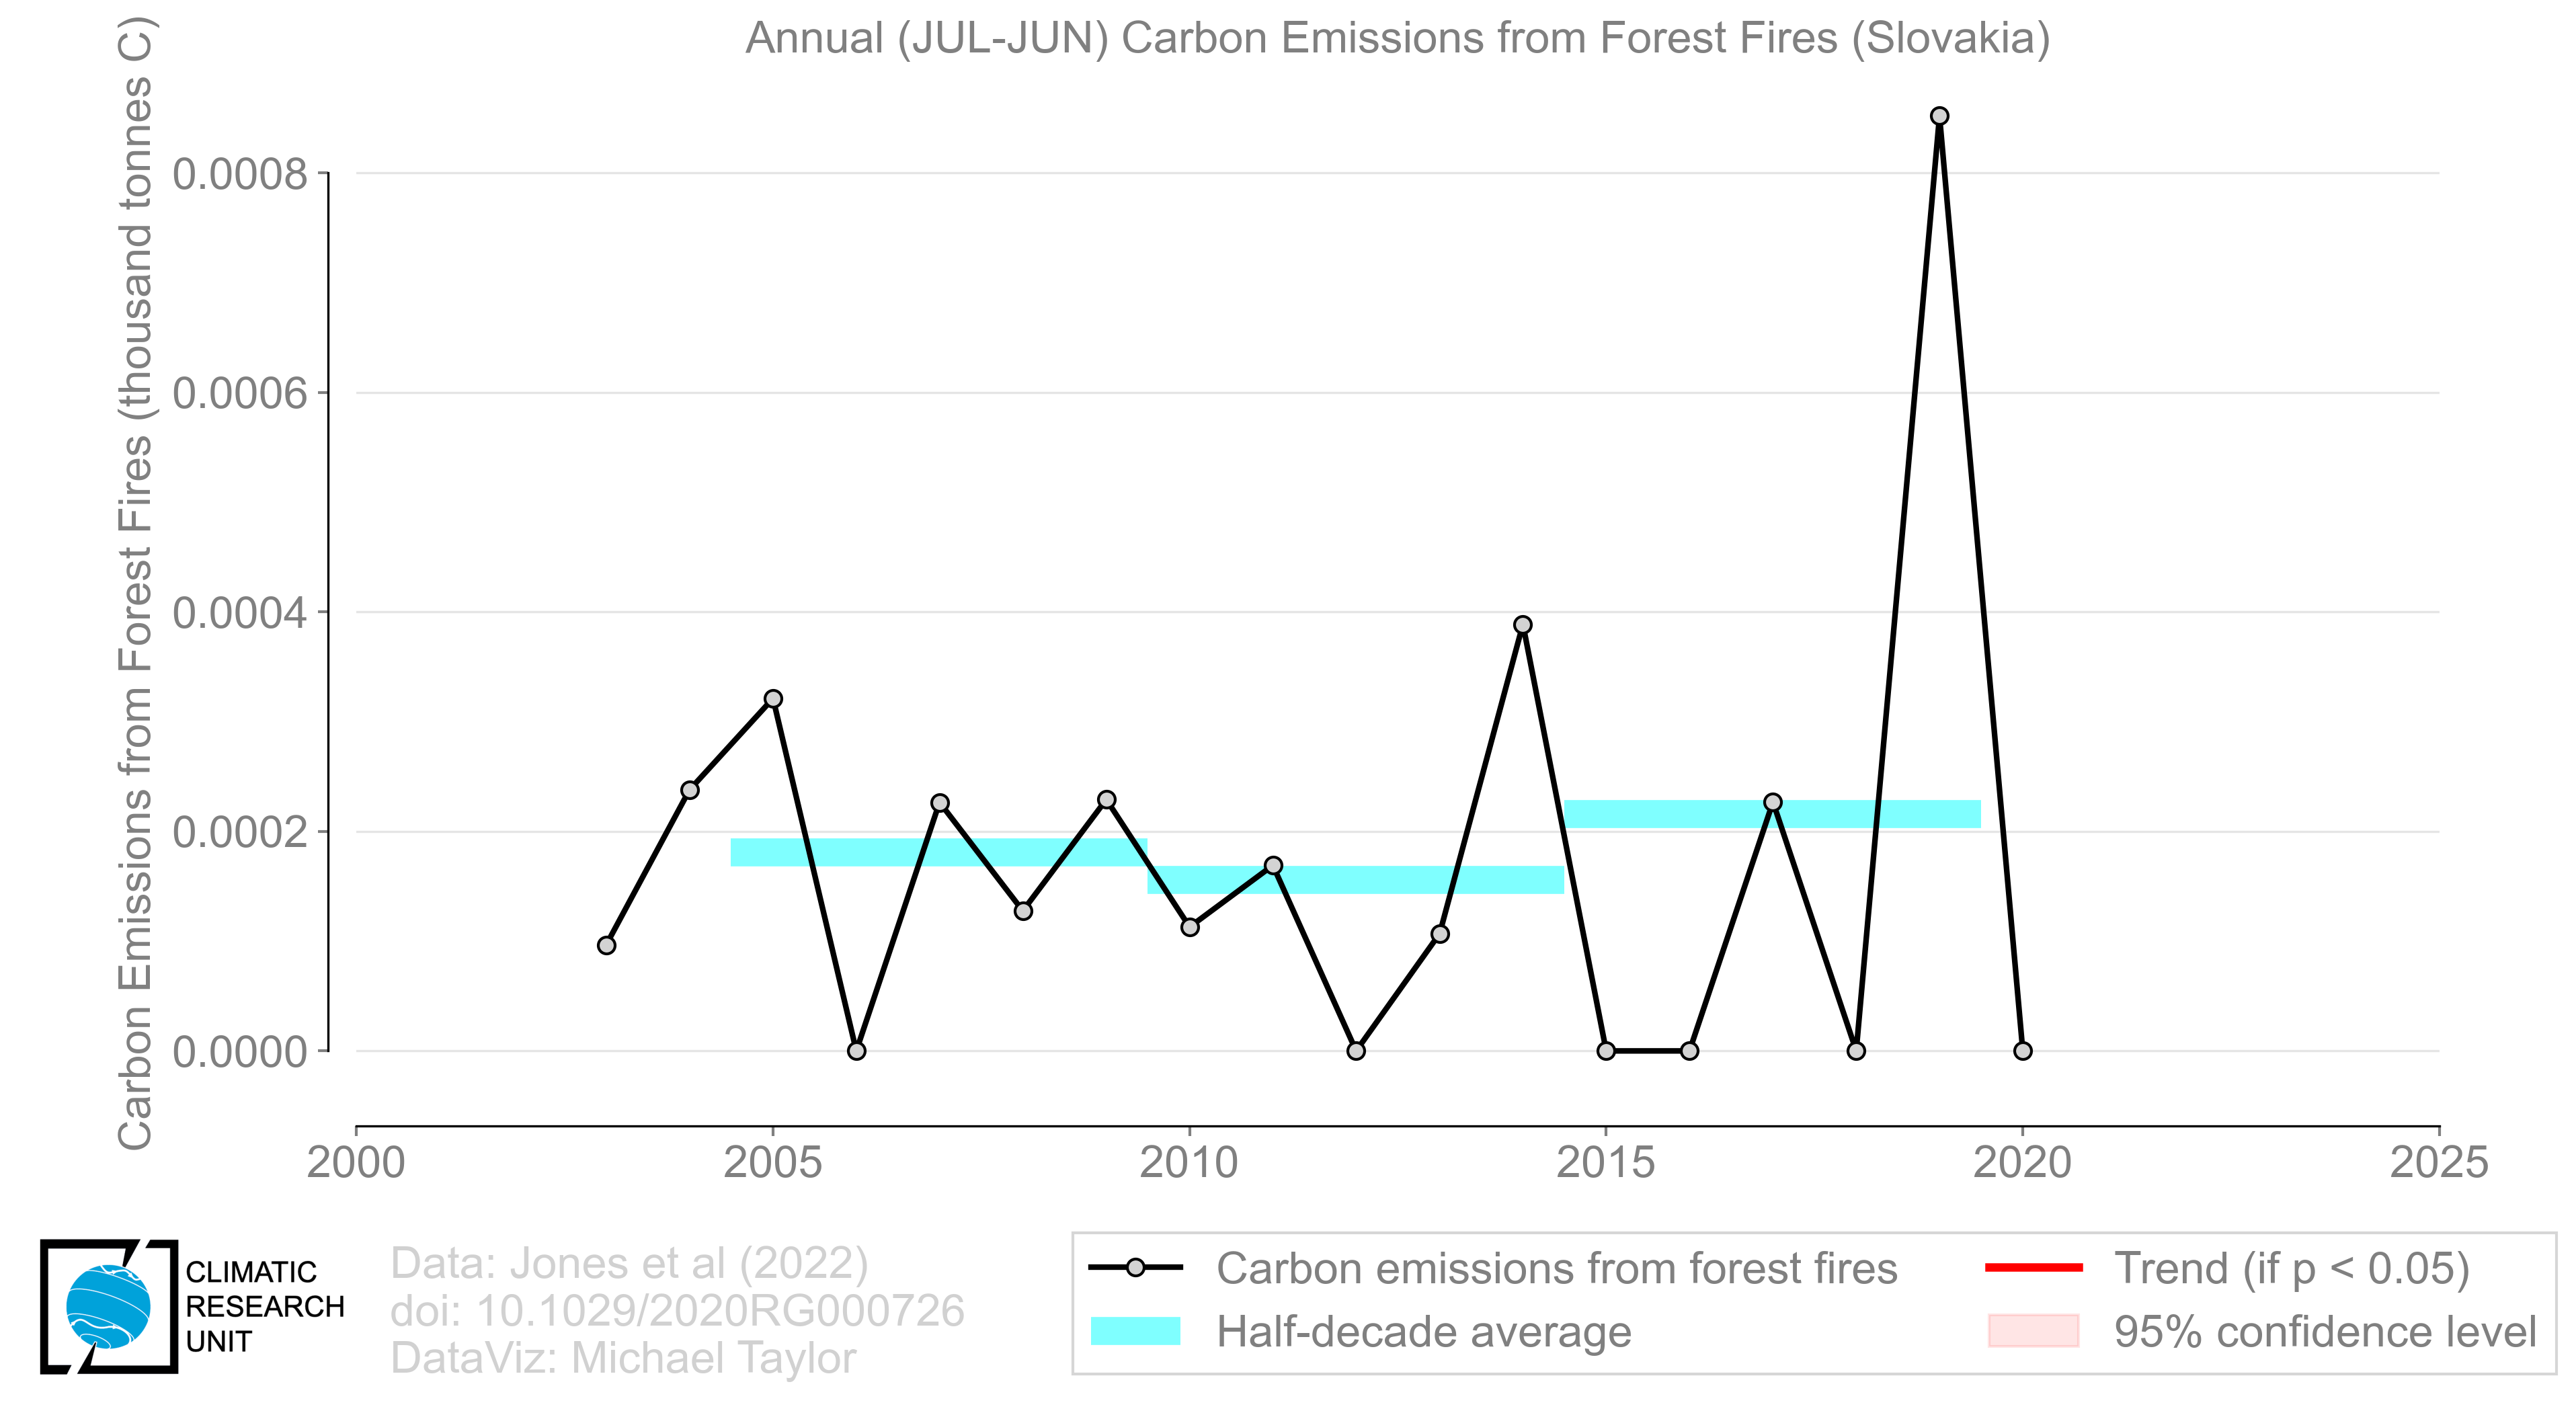 Annual (JUL-JUN) Carbon Emissions from Forest Fires (Slovakia)
Carbon Emissions from Forest Fires (thousand tonnes C)
0.0008
0.0006
0.0004
0.0002
0.0000
2000 2005 2010 2015 2020 2025
CLIMATIC
RESEARCH
UNIT
Data: Jones et al (2022)
doi: 10.1029/2020RG000726
DataViz: Michael Taylor
Carbon emissions from forest fires
Half-decade average
Trend (if p < 0.05)
95% confidence level